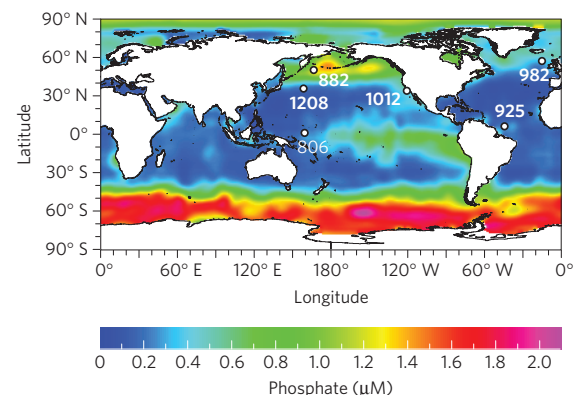 90° N
60° N
30° N
0°
30° S
60° S
90° S
Latitude
882
1208
1012
806
982
925
0° 60° E 120° E 180° 120° W 60° W 0°
Longitude
0 0.2 0.4 0.6 0.8 1.0 1.2 1.4 1.6 1.8 2.0
Phosphate (μM)